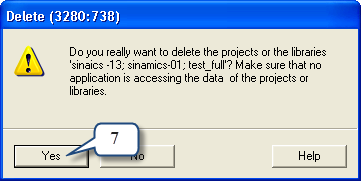 Delete (3280:738)
Do you really want to delete the projects or the libraries
'sinaics -13; sinamics-01; test_full'? Make sure that no
application is accessing the data of the projects or
libraries.
7
Yes
No
Help